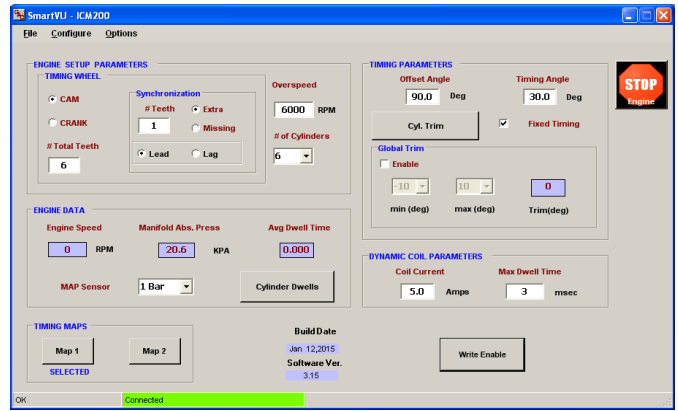 SmartVU - ICM200
File Configure Options
ENGINE SETUP PARAMETERS
TIMING WHEEL
CAM
CRANK
# Total Teeth
6
Synchronization
# Teeth
1
Extra
Missing
Lead
Lag
Overspeed
6000 RPM
# of Cylinders
6
TIMING PARAMETERS
Offset Angle
90.0 Deg
Timing Angle
30.0 Deg
Cyl. Trim
Fixed Timing
Global Trim
Enable
-10
min (deg)
10
max (deg)
0
Trim(deg)
STOP
Engine
ENGINE DATA
Engine Speed
0 RPM
Manifold Abs. Press
20.6 KPA
Avg Dwell Time
0.000
MAP Sensor
1 Bar
Cylinder Dwells
DYNAMIC COIL PARAMETERS
Coil Current
5.0 Amps
Max Dwell Time
3 msec
TIMING MAPS
Map 1
SELECTED
Map 2
Build Date
Jan 12,2015
Software Ver.
3.15
Write Enable
OK
Connected